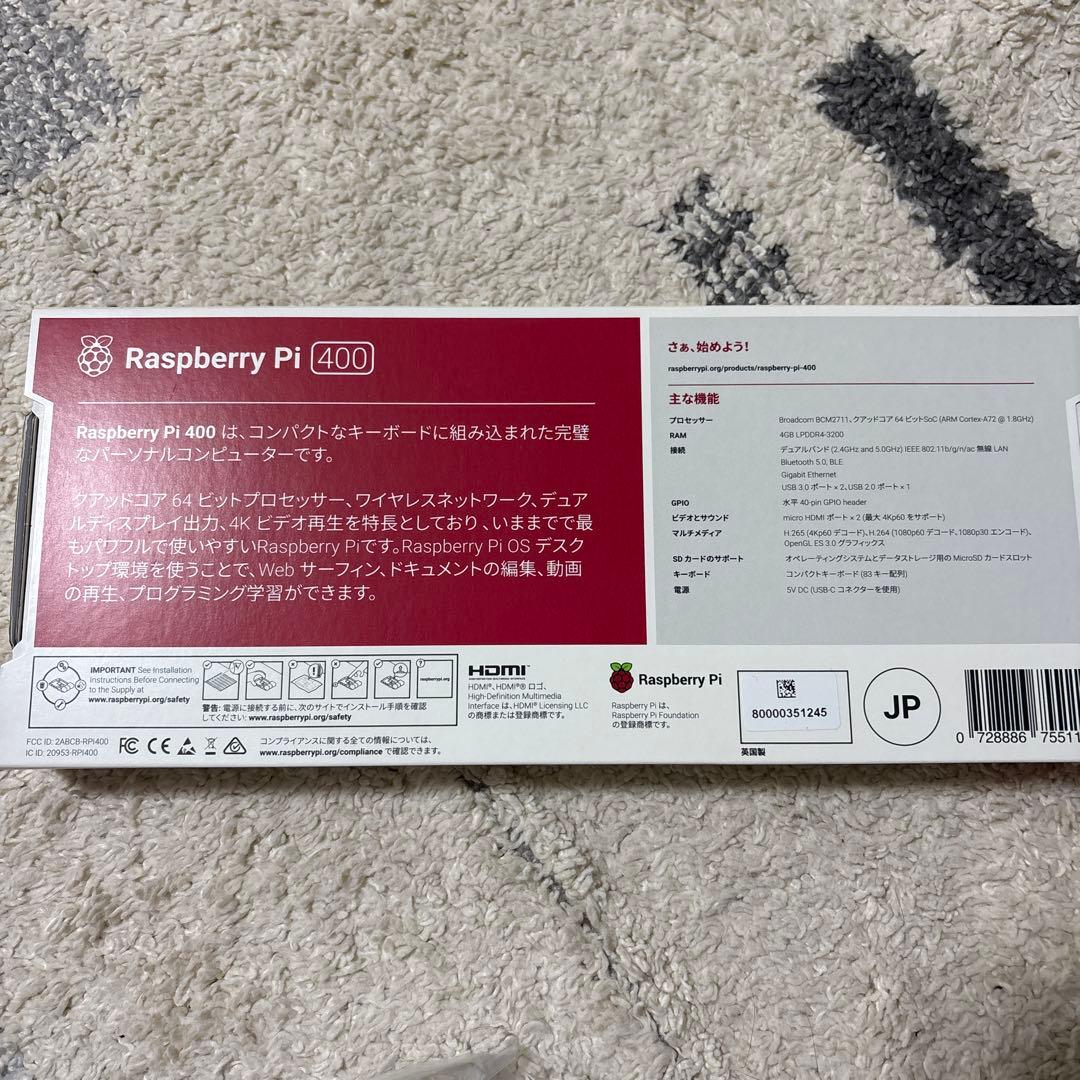 Raspberry Pi 400
Raspberry Pi 400 は、コンパクトなキーボードに組み込まれた完璧
なパーソナルコンピューターです。
クアッドコア 64 ビットプロセッサー、ワイヤレスネットワーク、デュア
ルディスプレイ出力、4K ビデオ再生を特長としており、いままでで最
もパワフルで使いやすいRaspberry Piです。Raspberry Pi OS デスク
トップ環境を使うことで、Web サーフィン、ドキュメントの編集、動画
の再生、プログラミング学習ができます。
さぁ、始めよう!
raspberrypi.org/products/raspberry-pi-400
主な機能
プロセッサー Broadcom BCM2711、クアッドコア 64 ビットSoC (ARM Cortex-A72 @ 1.8GHz)
RAM 4GB LPDDR4-3200
接続 デュアルバンド (2.4GHz and 5.0GHz) IEEE 802.11b/g/n/ac 無線 LAN
Bluetooth 5.0, BLE
Gigabit Ethernet
USB 3.0 ポート × 2、USB 2.0 ポート × 1
GPIO 水平 40-pin GPIO header
ビデオとサウンド micro HDMI ポート × 2 (最大 4Kp60 をサポート)
マルチメディア H.265 (4Kp60 デコード)、H.264 (1080p60 デコード、1080p30 エンコード)、
OpenGL ES 3.0 グラフィックス
SD カードのサポート オペレーティングシステムとデータストレージ用の MicroSD カードスロット
キーボード コンパクトキーボード (83 キー配列)
電源 5V DC (USB-C コネクターを使用)
IMPORTANT See Installation
Instructions Before Connecting
to the Supply at
www.raspberrypi.org/safety
raspberrypi.org
警告: 電源に接続する前に、次のサイトでインストール手順を確認
してください: www.raspberrypi.org/safety
FCC ID: 2ABCB-RPI400
IC ID: 20953-RPI400
FC CE UK CA
コンプライアンスに関する全ての情報については、
www.raspberrypi.org/compliance で確認できます。
HDMI
HIGH-DEFINITION MULTIMEDIA INTERFACE
HDMI®、HDMI® ロゴ、
High-Definition Multimedia
Interface は、HDMI® Licensing LLC
の商標または登録商標です。
Raspberry Pi
Raspberry Pi は、
Raspberry Pi Foundation
の登録商標です。
80000351245
英国製
JP
0 728886 75511